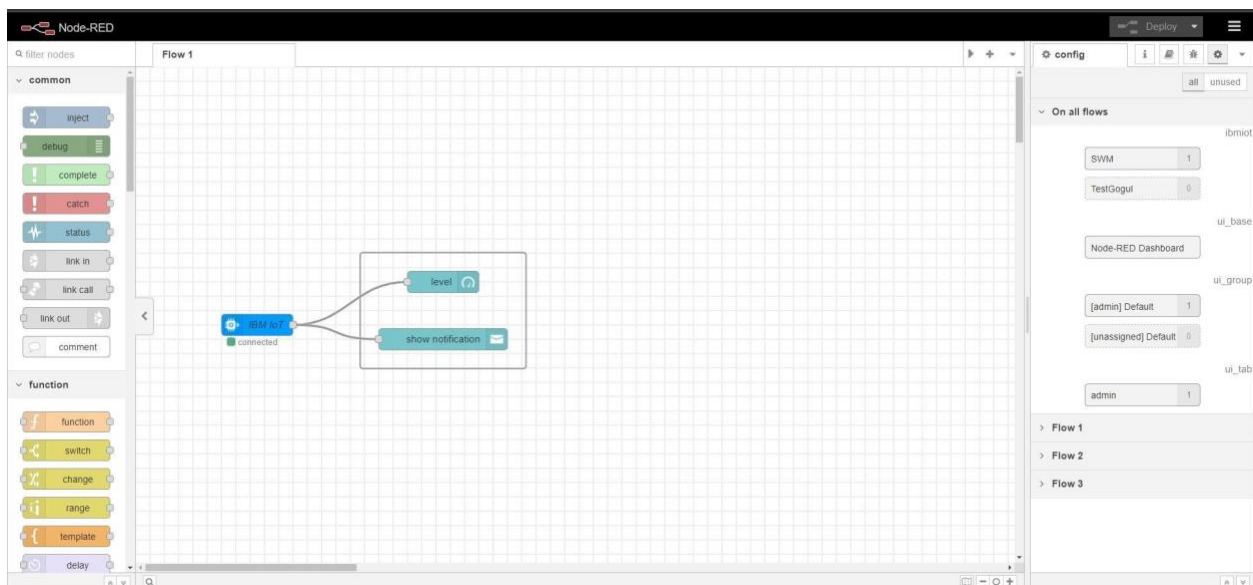 Node-RED
Deploy
filter nodes
common
inject
debug
complete
catch
status
link in
link call
link out
comment
function
function
switch
change
range
template
delay
Flow 1
IBM IoT
connected
level
show notification
config
all unused
On all flows
ibmiot
SWM 1
TestGogul 0
ui_base
Node-RED Dashboard
ui_group
[admin] Default 1
[unassigned] Default 0
ui_tab
admin 1
Flow 1
Flow 2
Flow 3